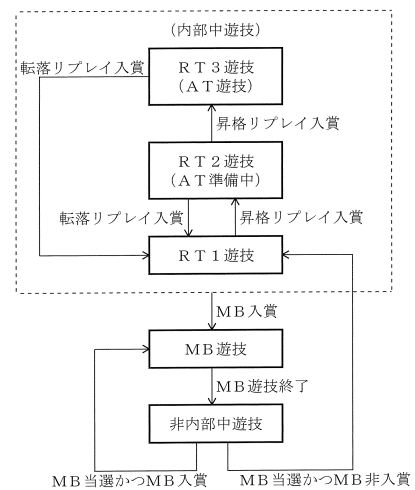 （内部中遊技）
転落リプレイ入賞
ＲＴ３遊技
（ＡＴ遊技）
昇格リプレイ入賞
ＲＴ２遊技
（ＡＴ準備中）
転落リプレイ入賞
昇格リプレイ入賞
ＲＴ１遊技
ＭＢ入賞
ＭＢ遊技
ＭＢ遊技終了
非内部中遊技
ＭＢ当選かつＭＢ入賞
ＭＢ当選かつＭＢ非入賞